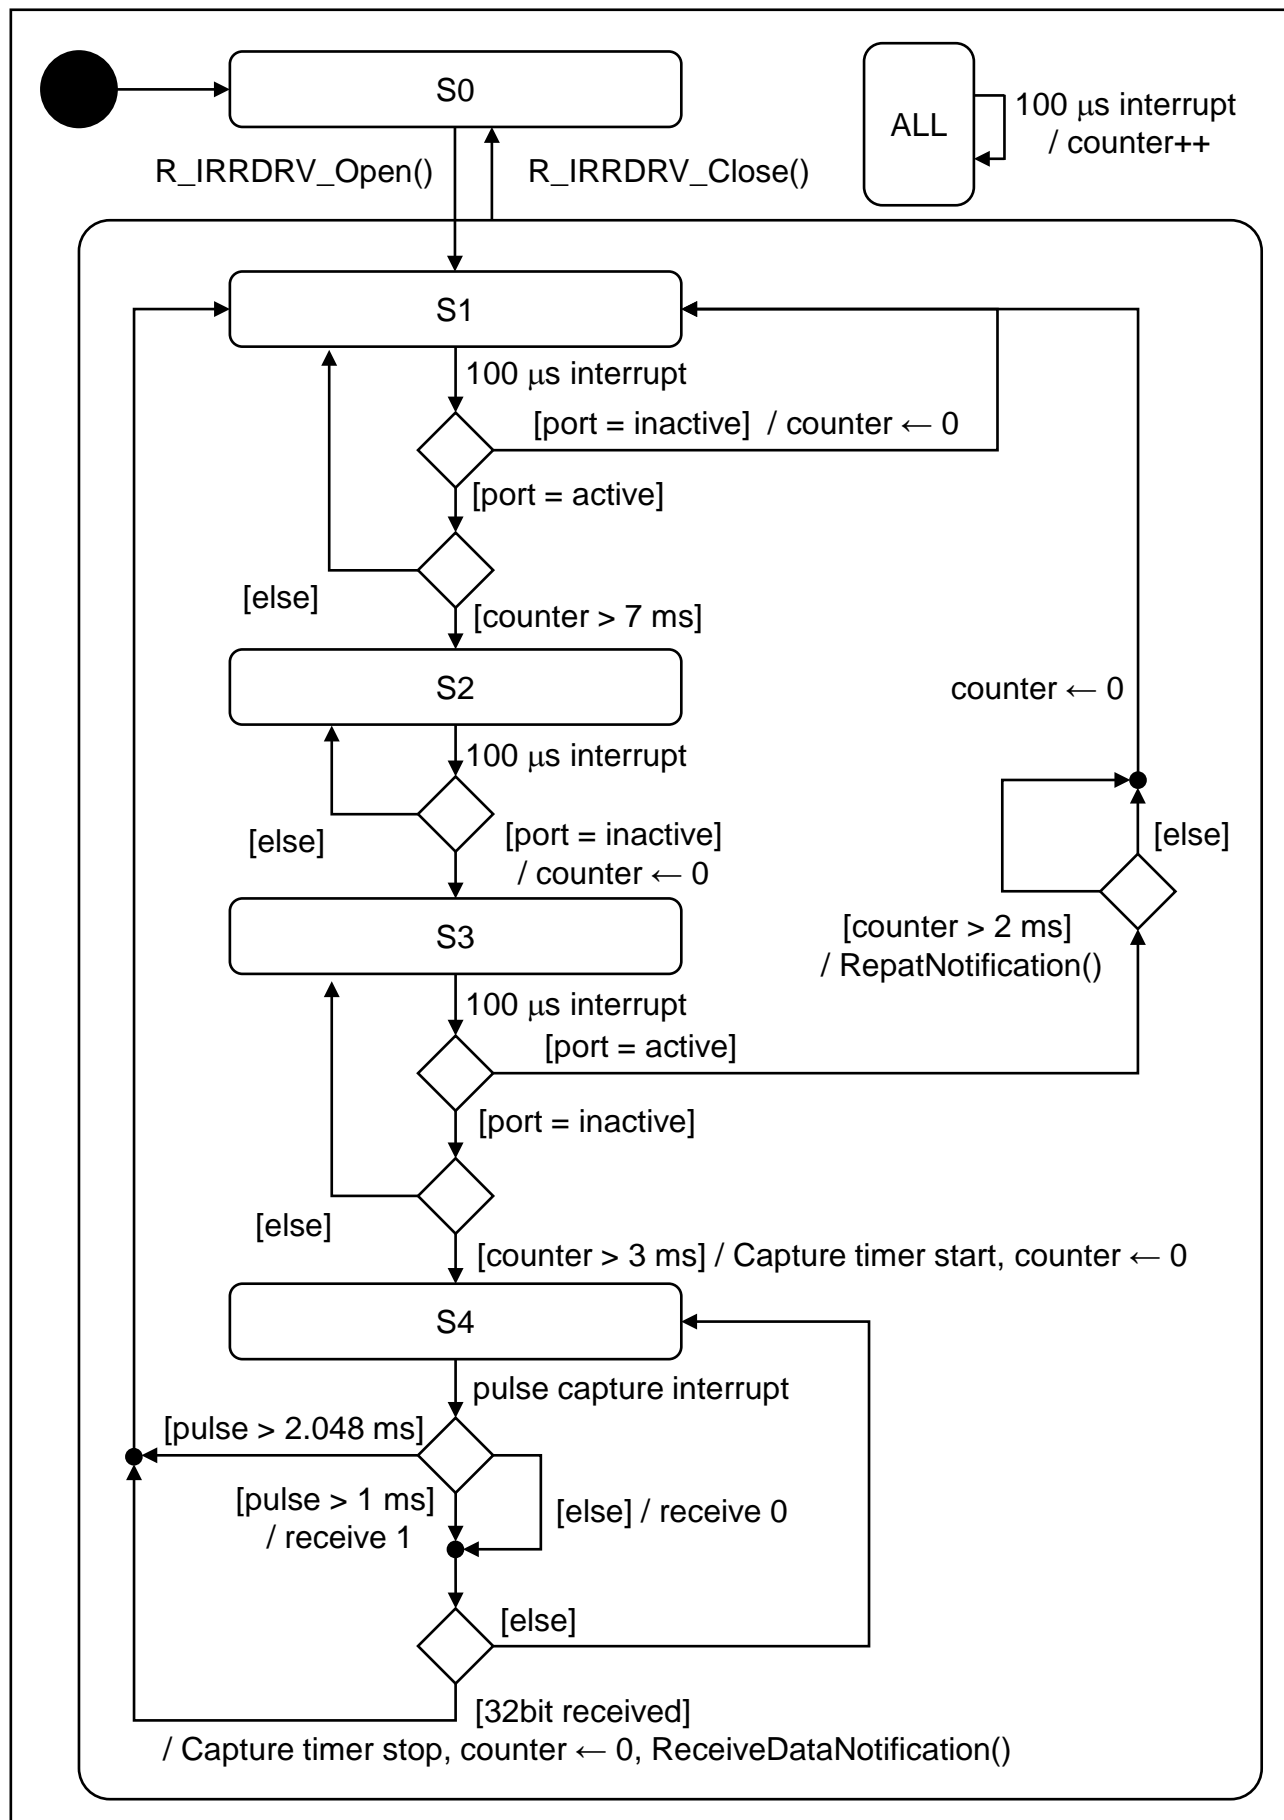 S0
ALL
100 μs interrupt
/ counter++
R_IRRDRV_Open()
R_IRRDRV_Close()
S1
100 μs interrupt
[port = inactive] / counter ← 0
[port = active]
[else]
[counter > 7 ms]
S2
counter ← 0
100 μs interrupt
[else]
[port = inactive]
/ counter ← 0
[else]
S3
[counter > 2 ms]
/ RepatNotification()
100 μs interrupt
[port = active]
[port = inactive]
[else]
[counter > 3 ms] / Capture timer start, counter ← 0
S4
pulse capture interrupt
[pulse > 2.048 ms]
[pulse > 1 ms]
/ receive 1
[else] / receive 0
[else]
[32bit received]
/ Capture timer stop, counter ← 0, ReceiveDataNotification()